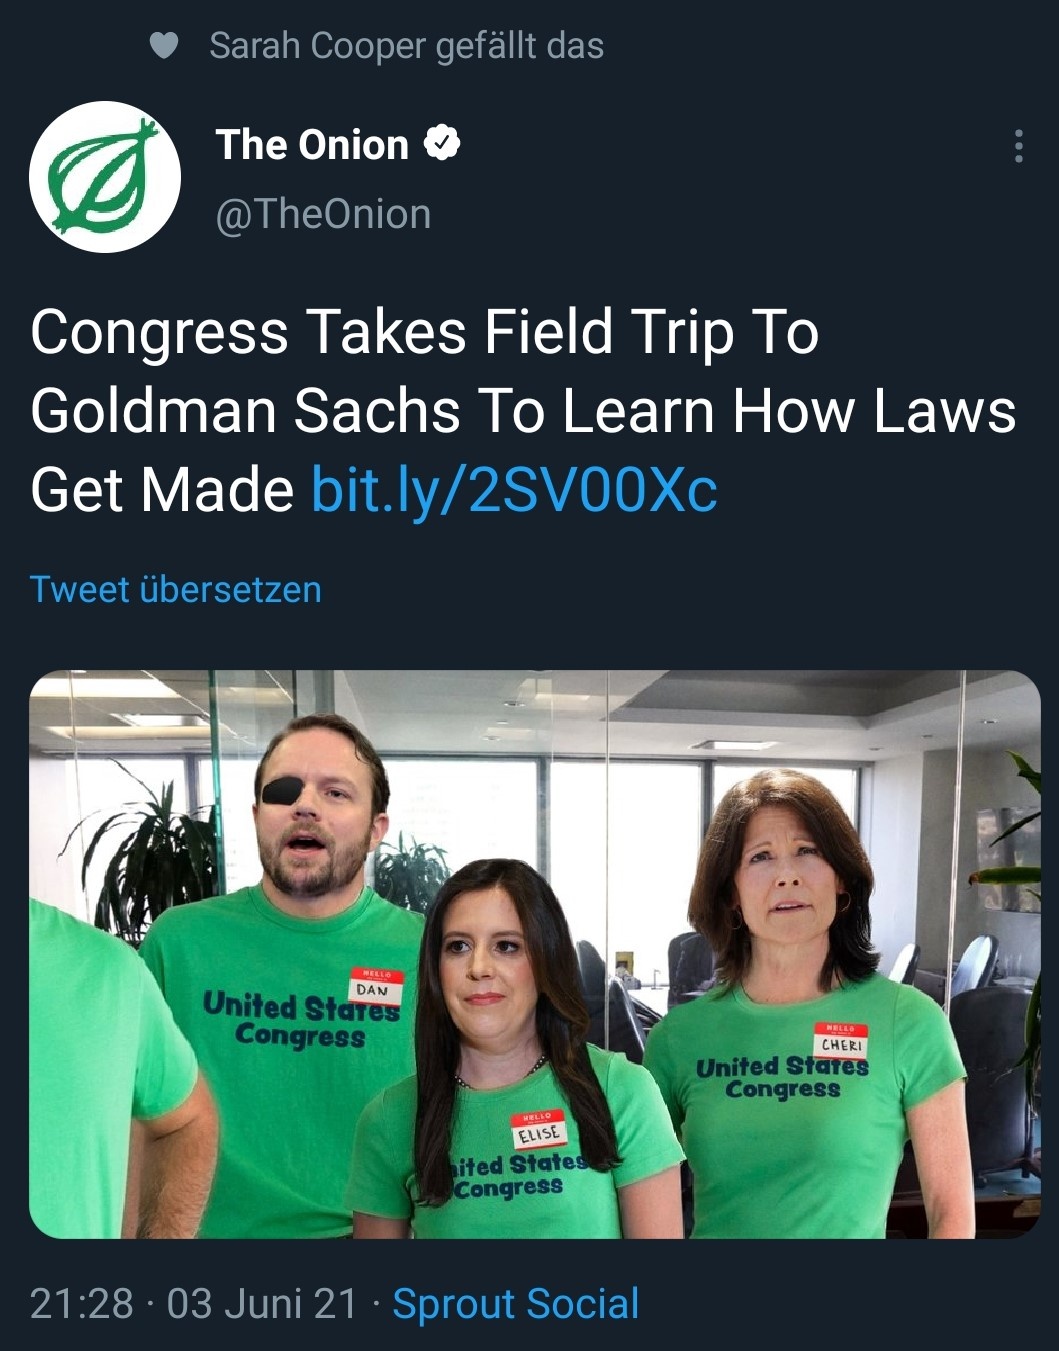 Sarah Cooper gefällt das
The Onion
@TheOnion
Congress Takes Field Trip To
Goldman Sachs To Learn How Laws
Get Made bit.ly/2SV00Xc
Tweet übersetzen
HELLO
DAN
United States
Congress
HELLO
ELISE
ited States
Congress
HELLO
CHERI
United States
Congress
21:28 · 03 Juni 21 · Sprout Social